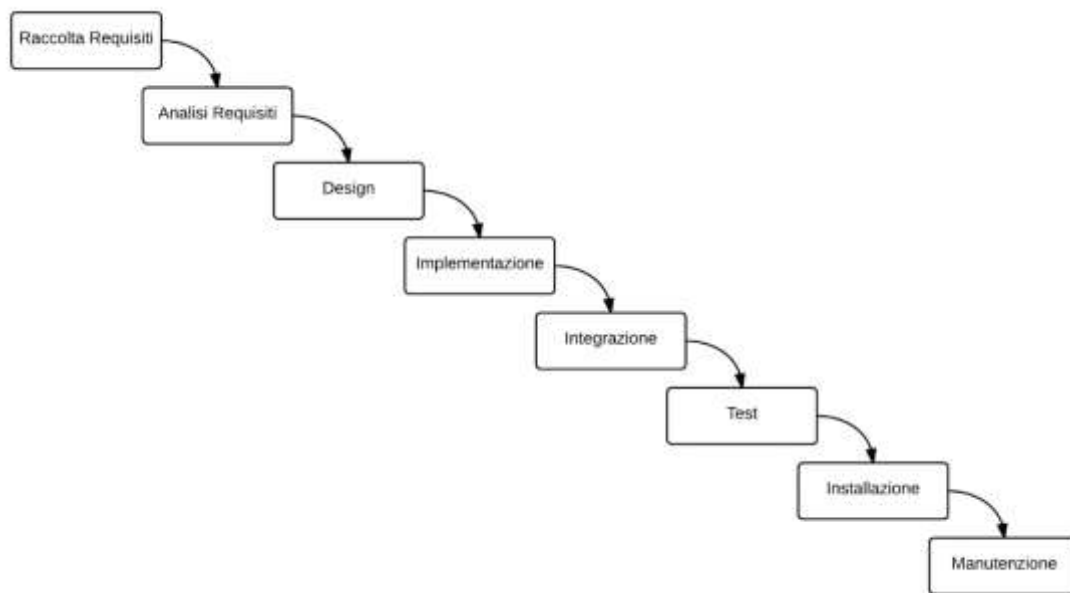 Raccolta Requisiti
Analisi Requisiti
Design
Implementazione
Integrazione
Test
Installazione
Manutenzione